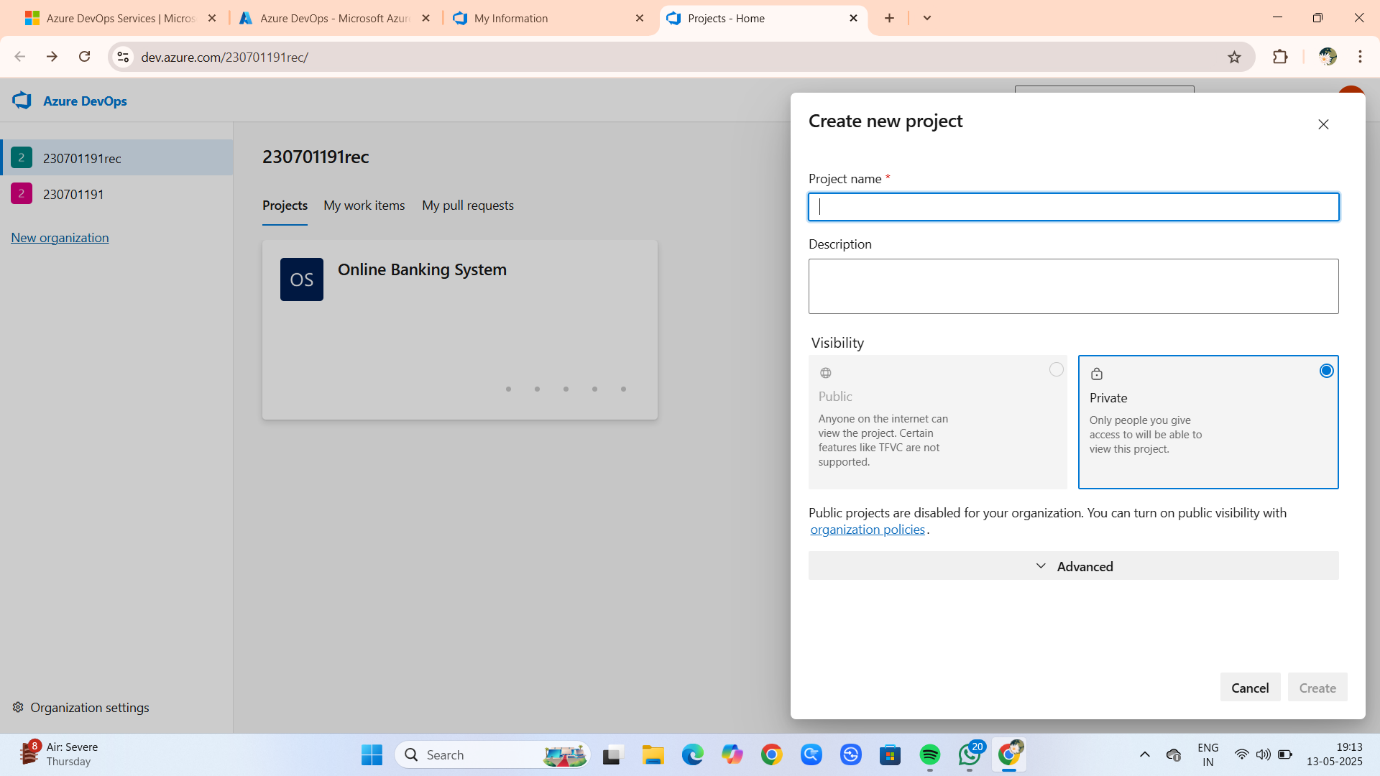 Azure DevOps Services | Micros
Azure DevOps - Microsoft Azur
My Information
Projects - Home
dev.azure.com/230701191rec/
Azure DevOps
2 230701191rec
2 230701191
New organization
230701191rec
Projects My work items My pull requests
OS Online Banking System
Create new project
Project name *
Description
Visibility
Public
Anyone on the internet can
view the project. Certain
features like TFVC are not
supported.
Private
Only people you give
access to will be able to
view this project.
Public projects are disabled for your organization. You can turn on public visibility with
organization policies.
Advanced
Cancel Create
Organization settings
8
Air: Severe
Thursday
Search
20
ENG
IN
19:13
13-05-2025